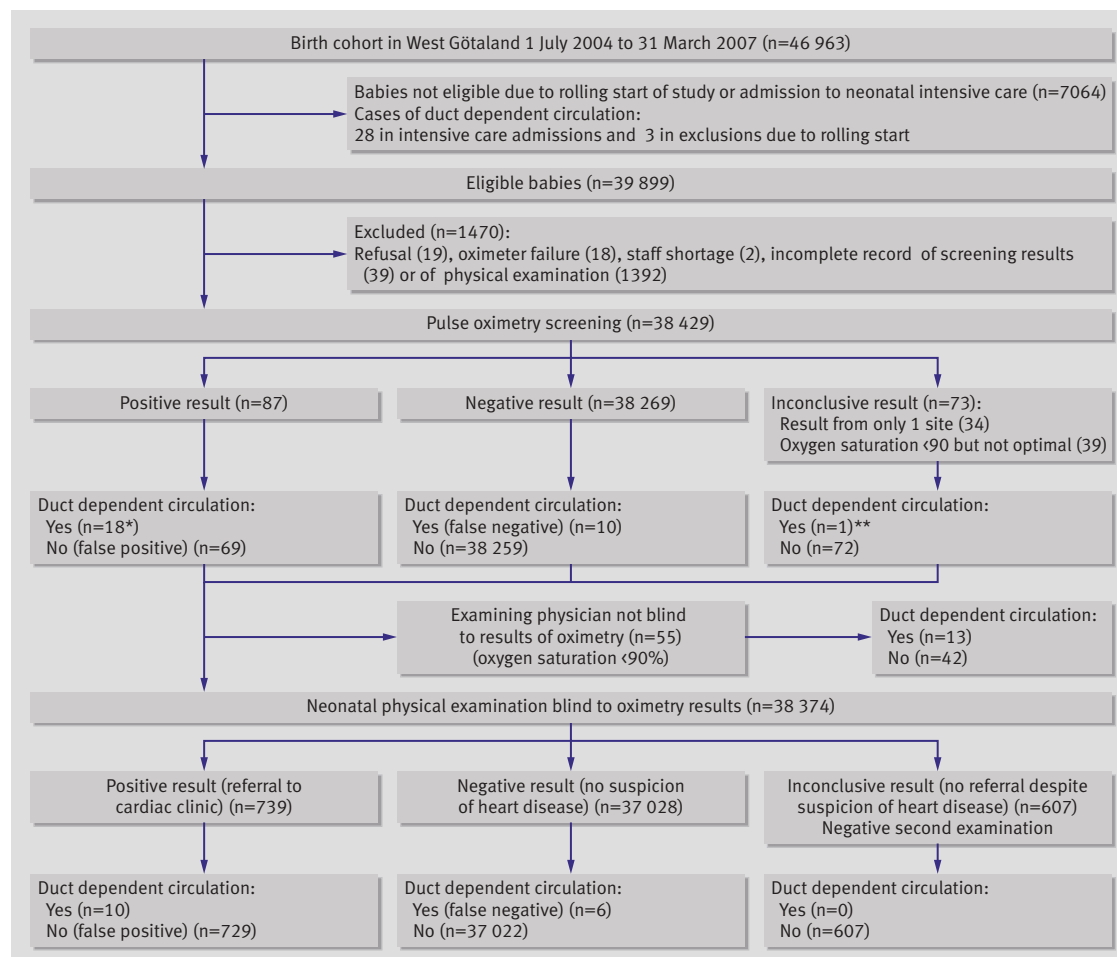 Birth cohort in West Götaland 1 July 2004 to 31 March 2007 (n=46 963)
Babies not eligible due to rolling start of study or admission to neonatal intensive care (n=7064)
Cases of duct dependent circulation:
28 in intensive care admissions and 3 in exclusions due to rolling start
Eligible babies (n=39 899)
Excluded (n=1470):
Refusal (19), oximeter failure (18), staff shortage (2), incomplete record of screening results
(39) or of physical examination (1392)
Pulse oximetry screening (n=38 429)
Positive result (n=87)
Negative result (n=38 269)
Inconclusive result (n=73):
Result from only 1 site (34)
Oxygen saturation <90 but not optimal (39)
Duct dependent circulation:
Yes (n=18*)
No (false positive) (n=69)
Duct dependent circulation:
Yes (false negative) (n=10)
No (n=38 259)
Duct dependent circulation:
Yes (n=1)**
No (n=72)
Examining physician not blind
to results of oximetry (n=55)
(oxygen saturation <90%)
Duct dependent circulation:
Yes (n=13)
No (n=42)
Neonatal physical examination blind to oximetry results (n=38 374)
Positive result (referral to
cardiac clinic) (n=739)
Negative result (no suspicion
of heart disease) (n=37 028)
Inconclusive result (no referral despite
suspicion of heart disease) (n=607)
Negative second examination
Duct dependent circulation:
Yes (n=10)
No (false positive) (n=729)
Duct dependent circulation:
Yes (false negative) (n=6)
No (n=37 022)
Duct dependent circulation:
Yes (n=0)
No (n=607)